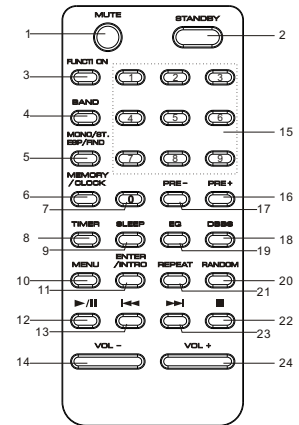 MUTE STANDBY
1 2
FUNCTI ON
3 1 2 3
BAND
4 4 5 6
MONO/ST.
ESP/FIND
15
5 7 8 9
MEMORY
/CLOCK PRE- PRE+
6 0 16
7 17
TIMER SLEEP EQ DBBS
8 18
9 19
MENU ENTER
/INTRO REPEAT RANDOM
10 20
11 21
►/II I◄◄ ►►I ■
12 22
13 23
VOL - VOL +
14 24